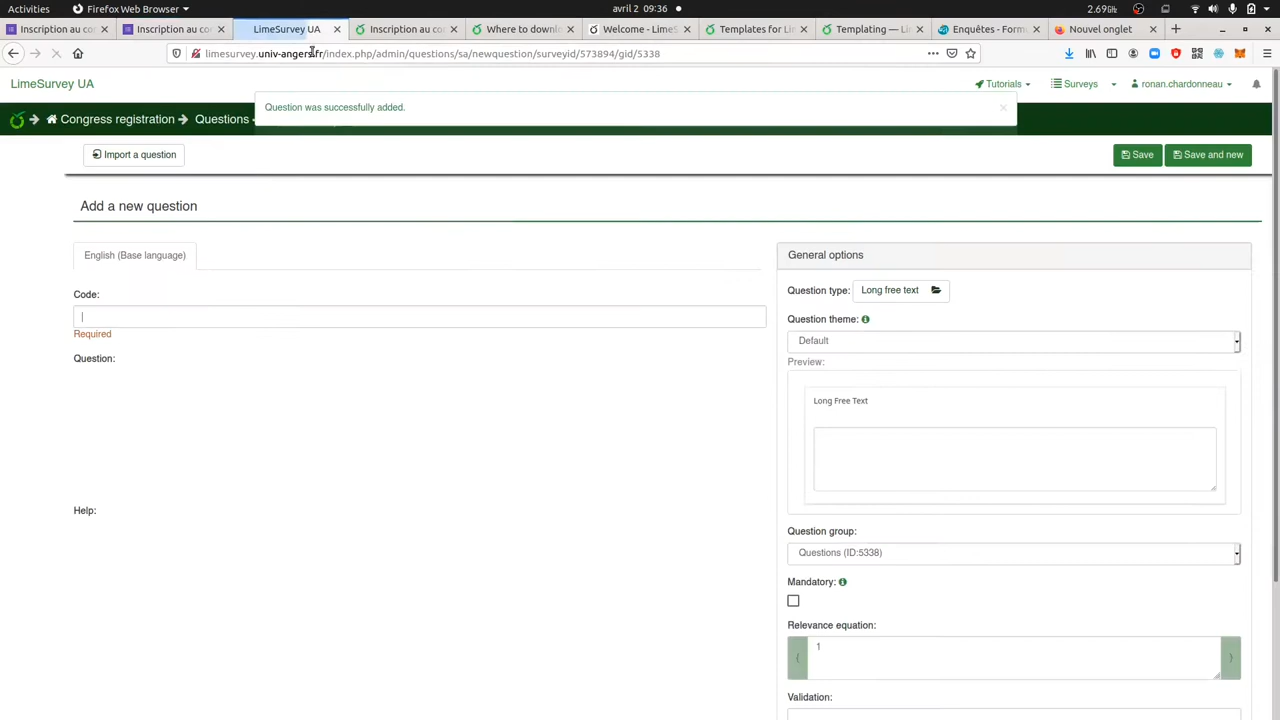 Activities
Firefox Web Browser
avril 2 09:36
2.69
Inscription au co
Inscription au co
LimeSurvey UA
Inscription au co
Where to downlo
Welcome - LimeS
Templates for Lim
Templating — Li
Enquêtes - Forme
Nouvel onglet
limesurvey.univ-angers.fr/index.php/admin/questions/sa/newquestion/surveyid/573894/gid/5338
LimeSurvey UA
Tutorials
Surveys
ronan.chardonneau
Question was successfully added.
Congress registration
Questions
Import a question
Save
Save and new
Add a new question
English (Base language)
General options
Code:
Required
Question:
Help:
Question type:
Long free text
Question theme:
Default
Preview:
Long Free Text
Question group:
Questions (ID:5338)
Mandatory:
Relevance equation:
{
1
}
Validation: